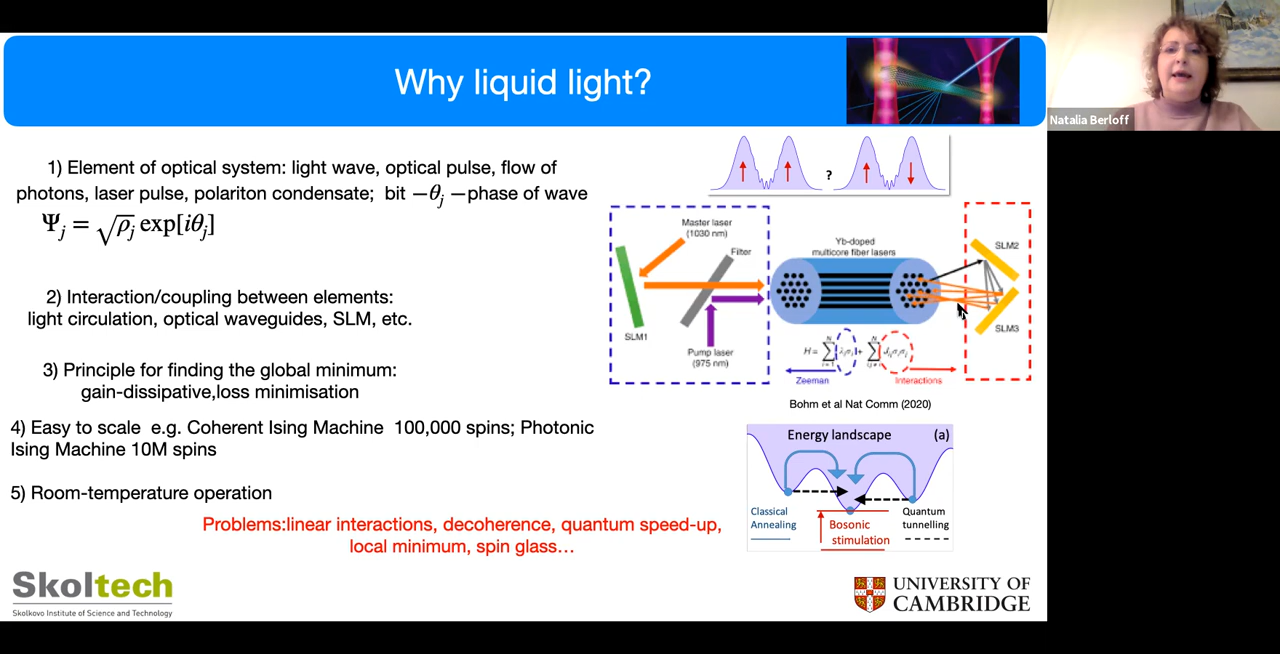 Why liquid light?
Natalia Berloff
1) Element of optical system: light wave, optical pulse, flow of
photons, laser pulse, polariton condensate; bit −θⱼ −phase of wave
Ψⱼ = √ρⱼ exp[iθⱼ]
2) Interaction/coupling between elements:
light circulation, optical waveguides, SLM, etc.
3) Principle for finding the global minimum:
gain-dissipative,loss minimisation
4) Easy to scale e.g. Coherent Ising Machine 100,000 spins; Photonic
Ising Machine 10M spins
5) Room-temperature operation
Problems:linear interactions, decoherence, quantum speed-up,
local minimum, spin glass…
?
Master laser
(1030 nm)
Filter
SLM1
Pump laser
(975 nm)
Yb-doped
multicore fiber lasers
SLM2
SLM3
Zeeman
Interactions
Bohm et al Nat Comm (2020)
Energy landscape
(a)
Classical
Annealing
Bosonic
stimulation
Quantum
tunnelling
Skoltech
Skolkovo Institute of Science and Technology
UNIVERSITY OF
CAMBRIDGE